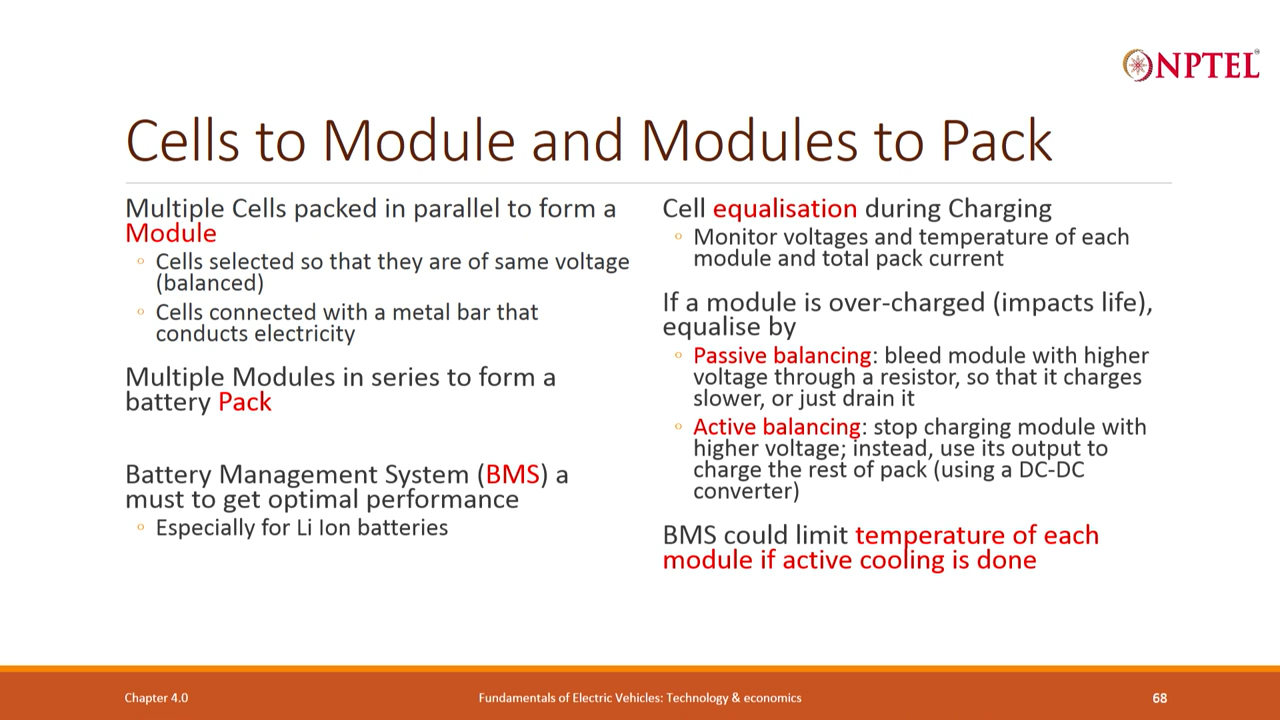 NPTEL
Cells to Module and Modules to Pack
Multiple Cells packed in parallel to form a
Module
Cells selected so that they are of same voltage
(balanced)
Cells connected with a metal bar that
conducts electricity
Multiple Modules in series to form a
battery Pack
Battery Management System (BMS) a
must to get optimal performance
Especially for Li Ion batteries
Cell equalisation during Charging
Monitor voltages and temperature of each
module and total pack current
If a module is over-charged (impacts life),
equalise by
Passive balancing: bleed module with higher
voltage through a resistor, so that it charges
slower, or just drain it
Active balancing: stop charging module with
higher voltage; instead, use its output to
charge the rest of pack (using a DC-DC
converter)
BMS could limit temperature of each
module if active cooling is done
Chapter 4.0
Fundamentals of Electric Vehicles: Technology & economics
68